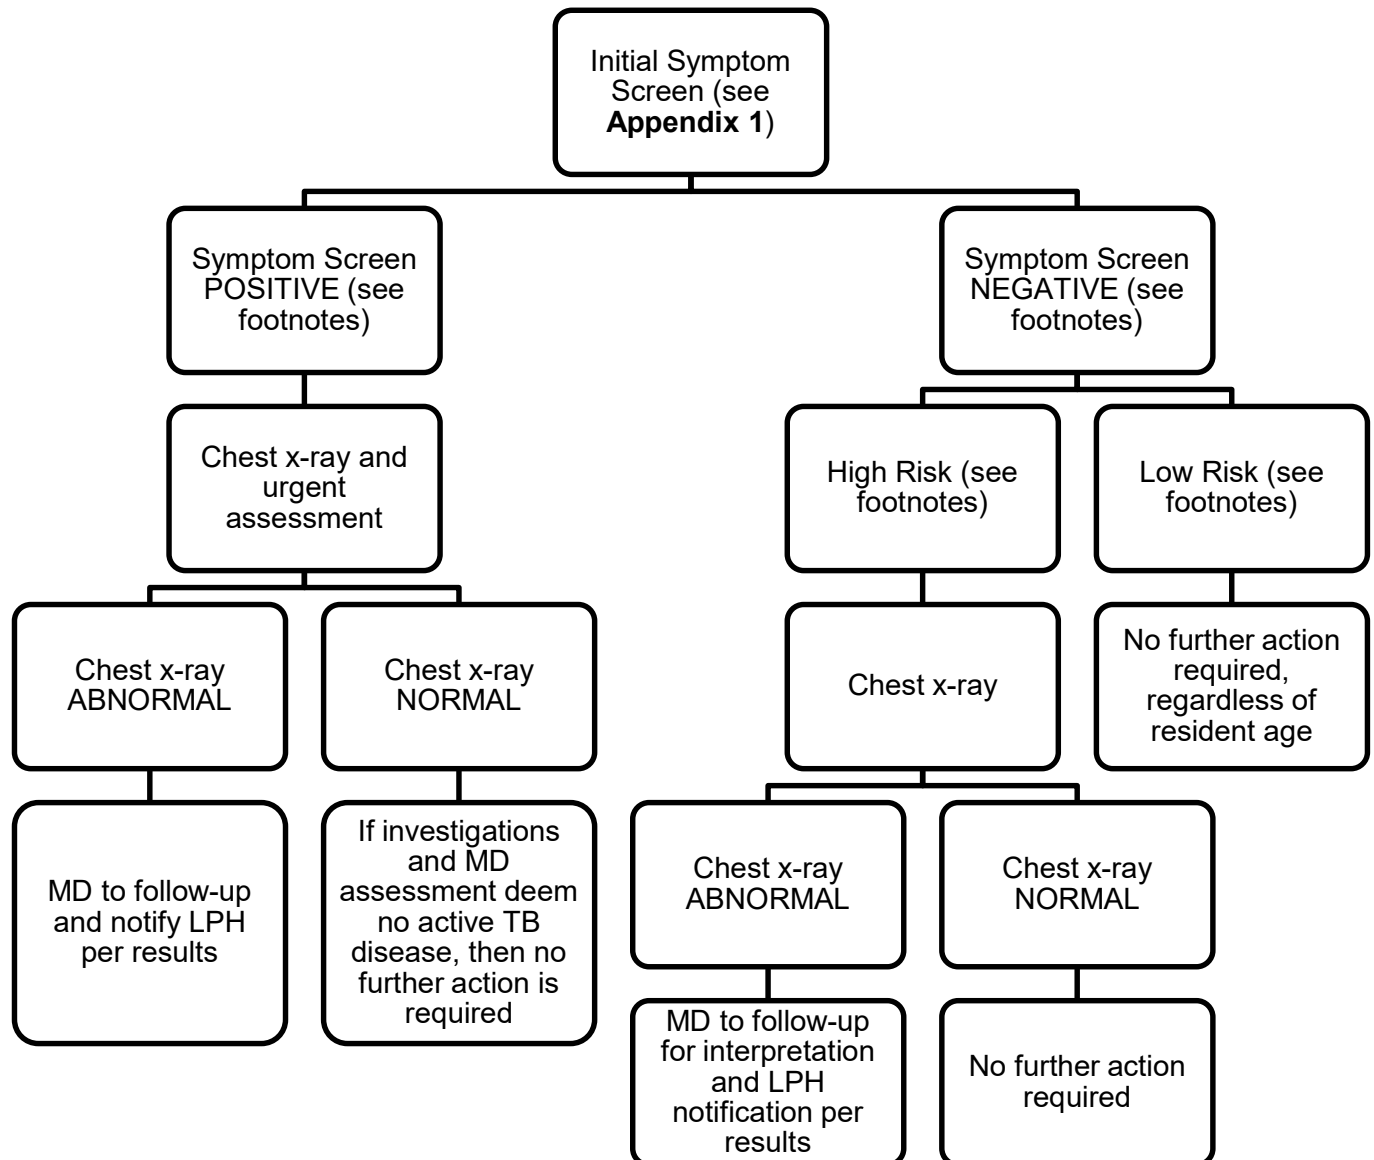 Initial Symptom
Screen (see
Appendix 1)
Symptom Screen
POSITIVE (see
footnotes)
Symptom Screen
NEGATIVE (see
footnotes)
Chest x-ray and
urgent
assessment
High Risk (see
footnotes)
Low Risk (see
footnotes)
Chest x-ray
ABNORMAL
Chest x-ray
NORMAL
Chest x-ray
No further action
required,
regardless of
resident age
MD to follow-up
and notify LPH
per results
If investigations
and MD
assessment deem
no active TB
disease, then no
further action is
required
Chest x-ray
ABNORMAL
Chest x-ray
NORMAL
MD to follow-up
for interpretation
and LPH
notification per
results
No further action
required